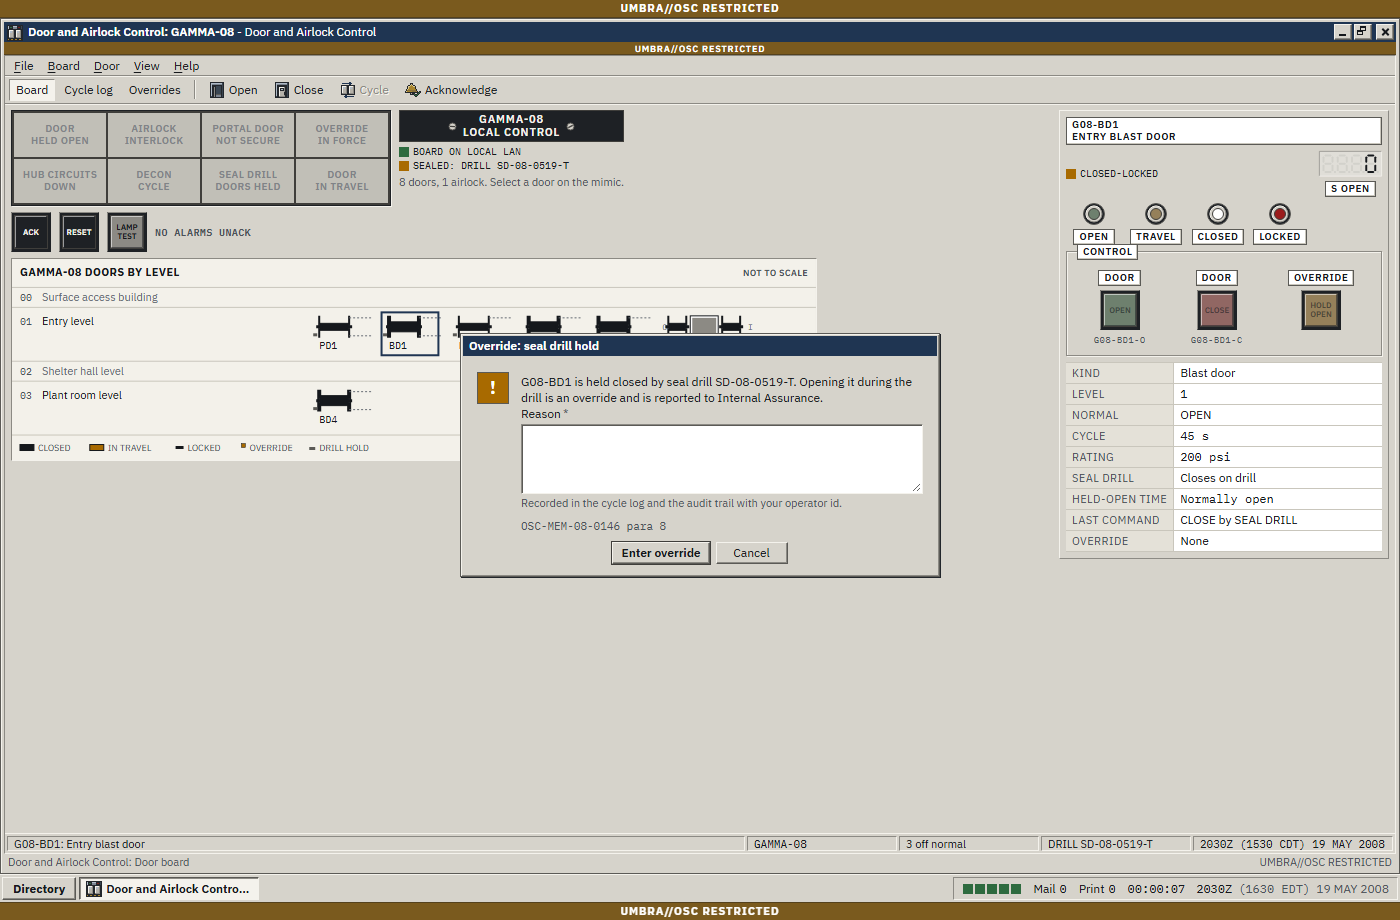 UMBRA//OSC RESTRICTED
Door and Airlock Control: GAMMA-08 - Door and Airlock Control
UMBRA//OSC RESTRICTED
File Board Door View Help
Board Cycle log Overrides Open Close Cycle Acknowledge
DOOR HELD OPEN
AIRLOCK INTERLOCK
PORTAL DOOR NOT SECURE
OVERRIDE IN FORCE
HUB CIRCUITS DOWN
DECON CYCLE
SEAL DRILL DOORS HELD
DOOR IN TRAVEL
GAMMA-08
LOCAL CONTROL
BOARD ON LOCAL LAN
SEALED: DRILL SD-08-0519-T
8 doors, 1 airlock. Select a door on the mimic.
ACK RESET LAMP TEST NO ALARMS UNACK
GAMMA-08 DOORS BY LEVEL NOT TO SCALE
00 Surface access building
01 Entry level
PD1 BD1
02 Shelter hall level
03 Plant room level
BD4
CLOSED IN TRAVEL LOCKED OVERRIDE DRILL HOLD
Override: seal drill hold
!
G08-BD1 is held closed by seal drill SD-08-0519-T. Opening it during the
drill is an override and is reported to Internal Assurance.
Reason *
Recorded in the cycle log and the audit trail with your operator id.
OSC-MEM-08-0146 para 8
Enter override Cancel
G08-BD1
ENTRY BLAST DOOR
CLOSED-LOCKED
0
S OPEN
OPEN TRAVEL CLOSED LOCKED
CONTROL
DOOR DOOR OVERRIDE
OPEN CLOSE HOLD OPEN
G08-BD1-O G08-BD1-C
KIND Blast door
LEVEL 1
NORMAL OPEN
CYCLE 45 s
RATING 200 psi
SEAL DRILL Closes on drill
HELD-OPEN TIME Normally open
LAST COMMAND CLOSE by SEAL DRILL
OVERRIDE None
G08-BD1: Entry blast door GAMMA-08 3 off normal DRILL SD-08-0519-T 2030Z (1530 CDT) 19 MAY 2008
Door and Airlock Control: Door board UMBRA//OSC RESTRICTED
Directory Door and Airlock Contro... Mail 0 Print 0 00:00:07 2030Z (1630 EDT) 19 MAY 2008
UMBRA//OSC RESTRICTED